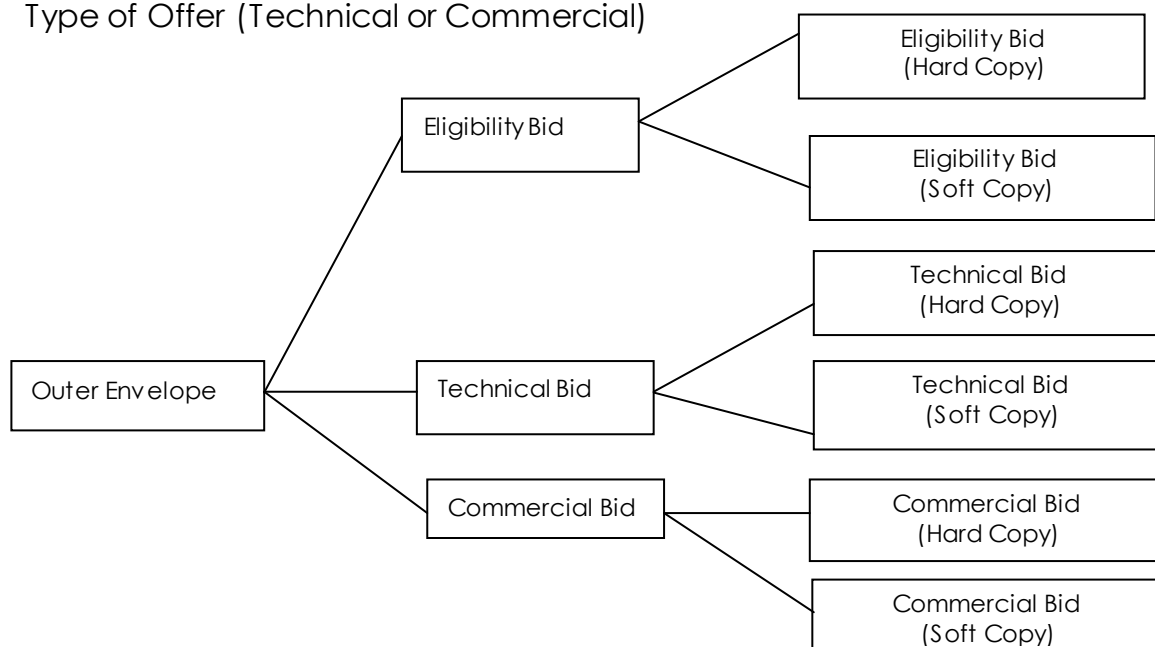 Type of Offer (Technical or Commercial)
Eligibility Bid
(Hard Copy)
Eligibility Bid
Eligibility Bid
(Soft Copy)
Technical Bid
(Hard Copy)
Outer Envelope
Technical Bid
Technical Bid
(Soft Copy)
Commercial Bid
Commercial Bid
(Hard Copy)
Commercial Bid
(Soft Copy)